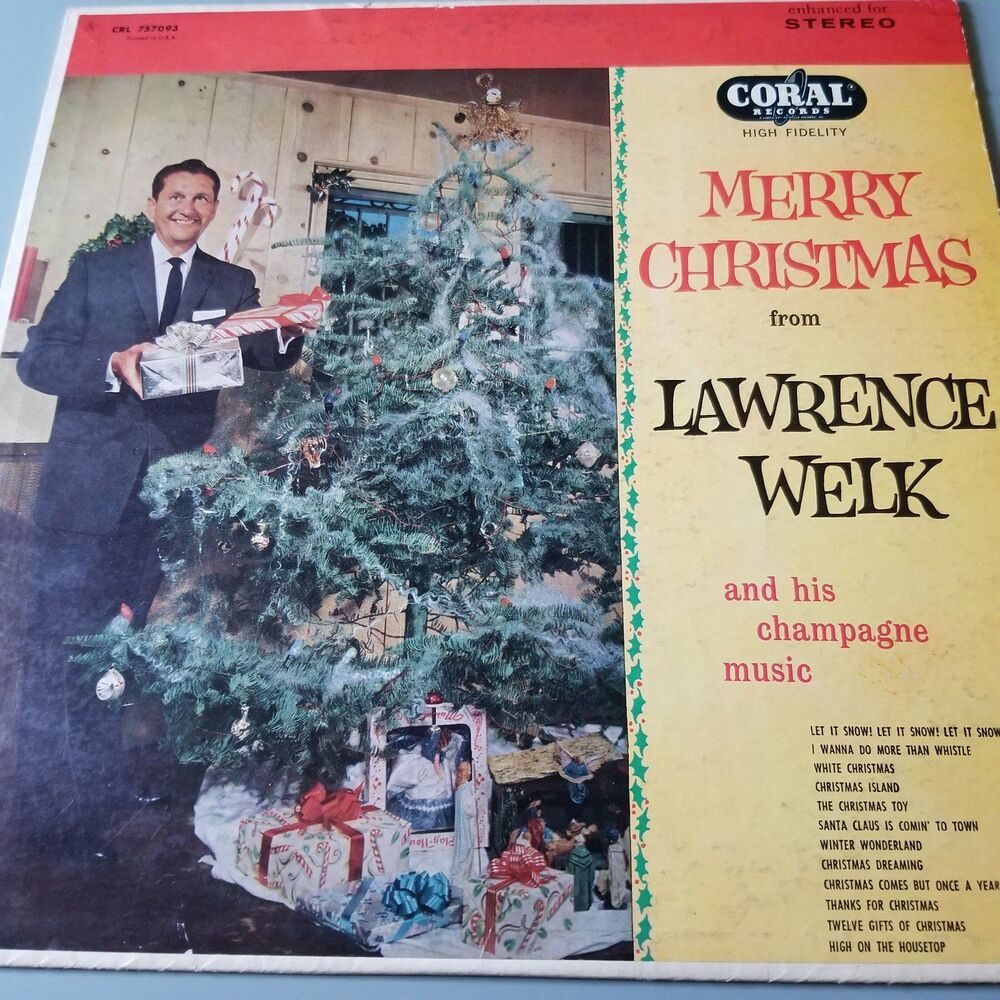 CRL 757093
Printed in U.S.A.
enhanced for
STEREO
CORAL
RECORDS
HIGH FIDELITY
MERRY
CHRISTMAS
from
LAWRENCE
WELK
and his
champagne
music
LET IT SNOW! LET IT SNOW! LET IT SNOW
I WANNA DO MORE THAN WHISTLE
WHITE CHRISTMAS
CHRISTMAS ISLAND
THE CHRISTMAS TOY
SANTA CLAUS IS COMIN' TO TOWN
WINTER WONDERLAND
CHRISTMAS DREAMING
CHRISTMAS COMES BUT ONCE A YEAR
THANKS FOR CHRISTMAS
TWELVE GIFTS OF CHRISTMAS
HIGH ON THE HOUSETOP